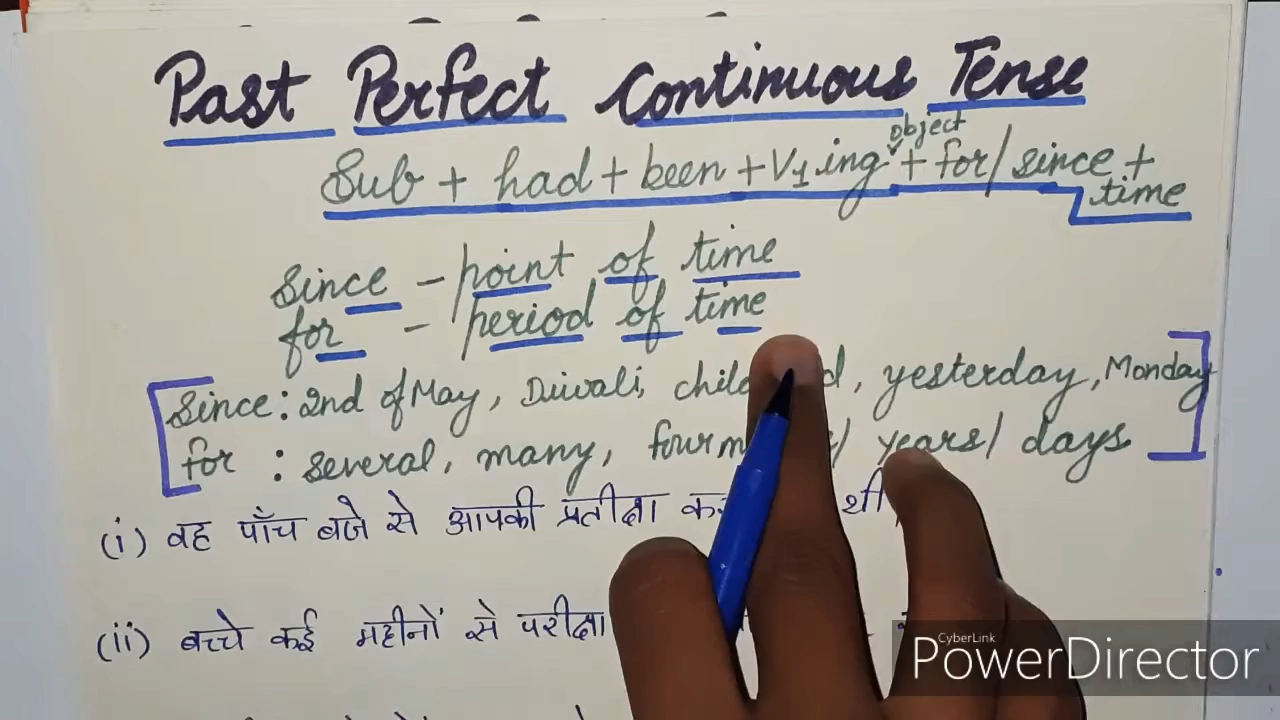 Past Perfect Continuous Tense
object
Sub + had + been + V1 ing + for/ since +
time
Since - point of time
for - period of time
Since: 2nd of May, Diwali, yesterday, Monday
for : several, many, four years/ days
(i) वह पाँच बजे से आपकी प्रतीक्षा थी
(ii) बच्चे कई महीनों से परीक्षा
CyberLink
PowerDirector